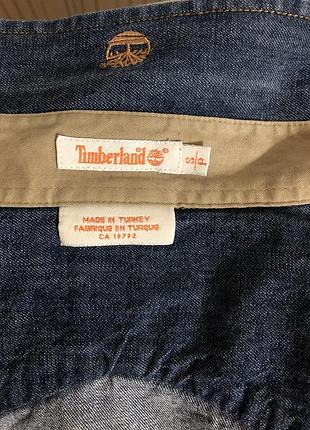 Timberland
S/P
MADE IN TURKEY
FABRIQUE EN TURQUIE
CA 19792